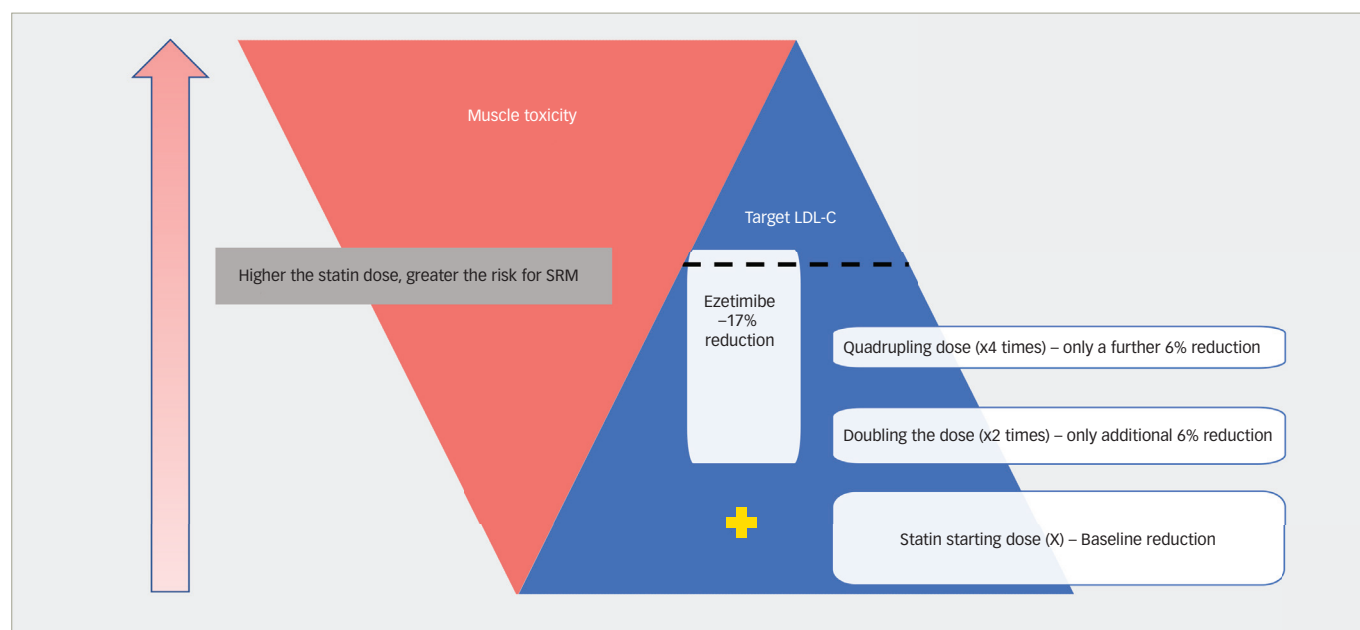 Muscle toxicity
Target LDL-C
Higher the statin dose, greater the risk for SRM
Ezetimibe
–17%
reduction
Quadrupling dose (x4 times) – only a further 6% reduction
Doubling the dose (x2 times) – only additional 6% reduction
Statin starting dose (X) – Baseline reduction